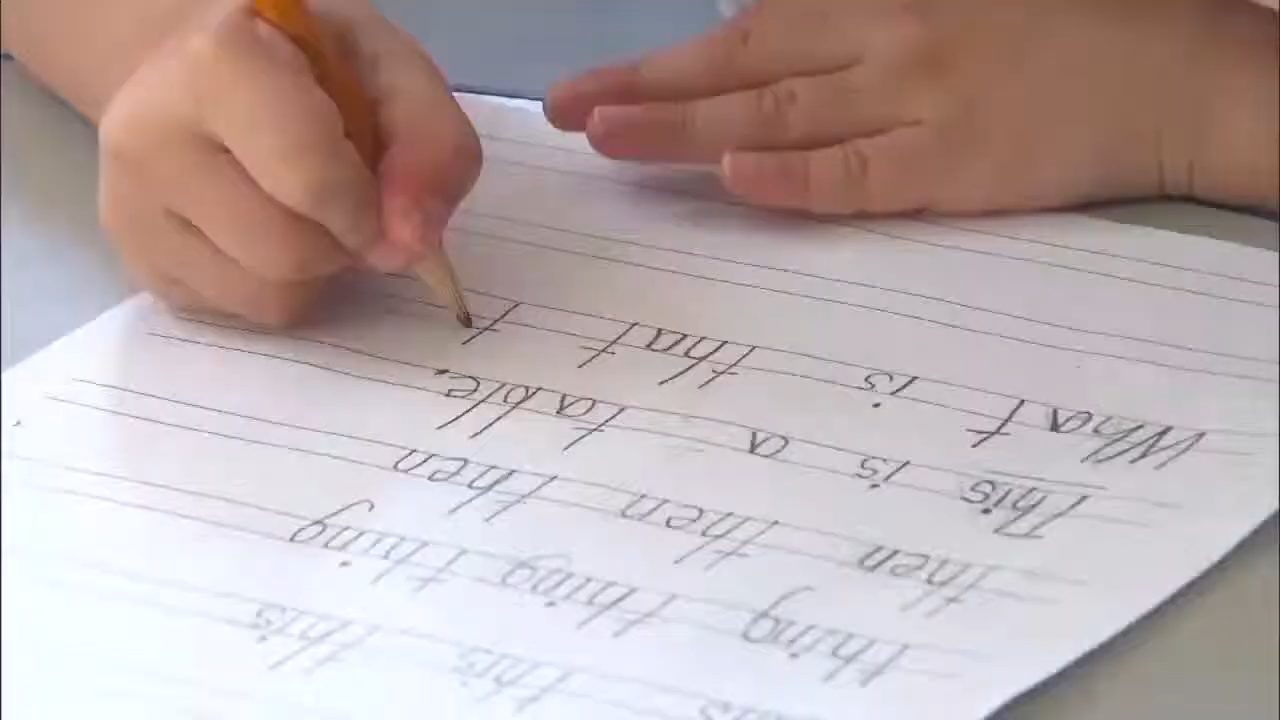 this this
thing thing thing
then then then
This is a table.
What is that t